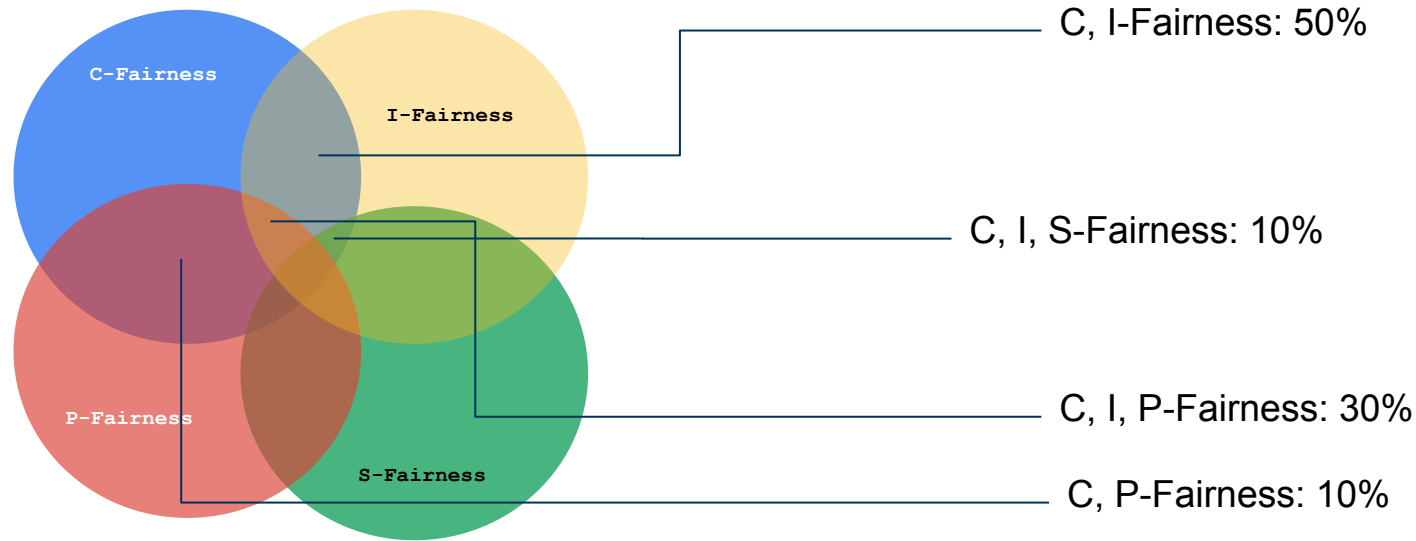 C, I-Fairness: 50%
C-Fairness
I-Fairness
C, I, S-Fairness: 10%
C, I, P-Fairness: 30%
P-Fairness
S-Fairness
C, P-Fairness: 10%